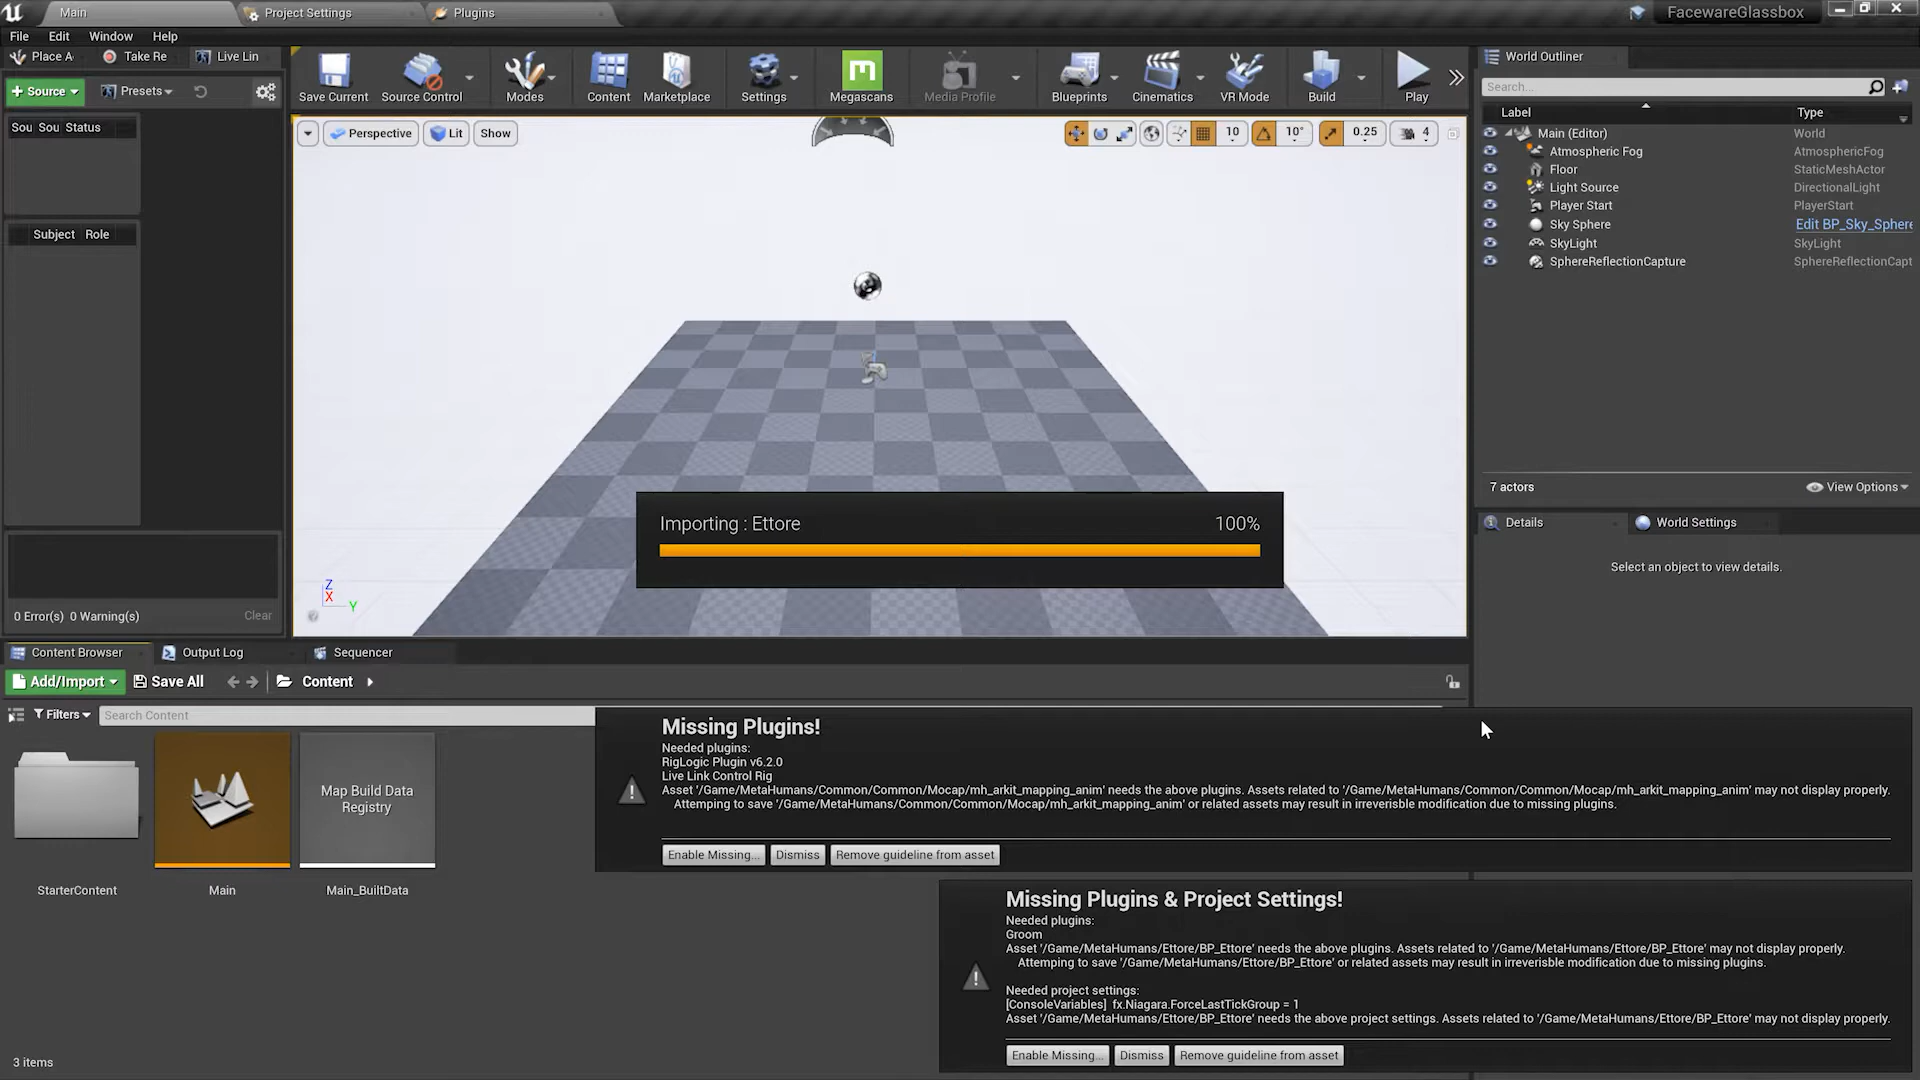 Main
Project Settings
Plugins
FacewareGlassbox
File Edit Window Help
Place A
Take Re
Live Lin
Source
Presets
Save Current
Source Control
Modes
Content
Marketplace
Settings
Megascans
Media Profile
Blueprints
Cinematics
VR Mode
Build
Play
World Outliner
Search...
Label Type
Main (Editor) World
Atmospheric Fog AtmosphericFog
Floor StaticMeshActor
Light Source DirectionalLight
Player Start PlayerStart
Sky Sphere Edit BP_Sky_Sphere
SkyLight SkyLight
SphereReflectionCapture SphereReflectionCapt
7 actors
View Options
Details
World Settings
Select an object to view details.
Sou Sou Status
Subject Role
0 Error(s) 0 Warning(s)
Clear
Perspective
Lit
Show
10
10°
0.25
4
Z
X
Y
Importing : Ettore 100%
Content Browser
Output Log
Sequencer
Add/Import
Save All
Content
Filters
Search Content
Map Build Data
Registry
StarterContent
Main
Main_BuiltData
3 items
Missing Plugins!
Needed plugins:
RigLogic Plugin v6.2.0
Live Link Control Rig
Asset '/Game/MetaHumans/Common/Common/Mocap/mh_arkit_mapping_anim' needs the above plugins. Assets related to '/Game/MetaHumans/Common/Common/Mocap/mh_arkit_mapping_anim' may not display properly.
Attemping to save '/Game/MetaHumans/Common/Common/Mocap/mh_arkit_mapping_anim' or related assets may result in irreverisble modification due to missing plugins.
Enable Missing...
Dismiss
Remove guideline from asset
Missing Plugins & Project Settings!
Needed plugins:
Groom
Asset '/Game/MetaHumans/Ettore/BP_Ettore' needs the above plugins. Assets related to '/Game/MetaHumans/Ettore/BP_Ettore' may not display properly.
Attemping to save '/Game/MetaHumans/Ettore/BP_Ettore' or related assets may result in irreverisble modification due to missing plugins.
Needed project settings:
[ConsoleVariables] fx.Niagara.ForceLastTickGroup = 1
Asset '/Game/MetaHumans/Ettore/BP_Ettore' needs the above project settings. Assets related to '/Game/MetaHumans/Ettore/BP_Ettore' may not display properly.
Enable Missing...
Dismiss
Remove guideline from asset